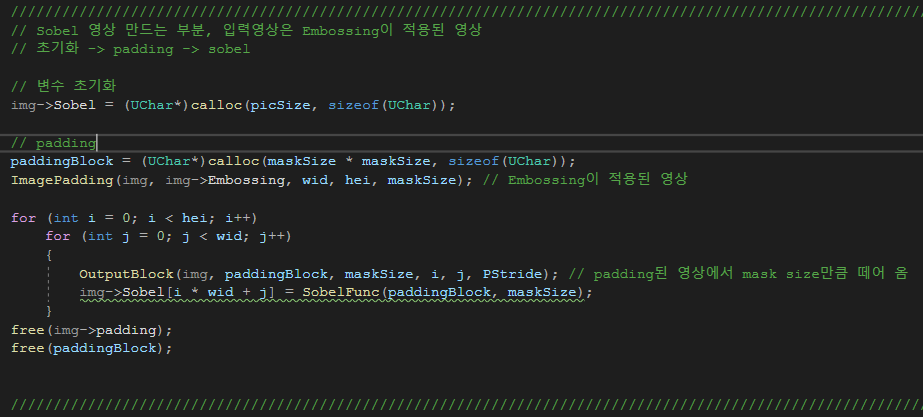 ////////////////////////////////////////////////////////////////////////////////////////////////////////////
// Sobel 영상 만드는 부분, 입력영상은 Embossing이 적용된 영상
// 초기화 -> padding -> sobel
// 변수 초기화
img->Sobel = (UChar*)calloc(picSize, sizeof(UChar));
// padding
paddingBlock = (UChar*)calloc(maskSize * maskSize, sizeof(UChar));
ImagePadding(img, img->Embossing, wid, hei, maskSize); // Embossing이 적용된 영상
for (int i = 0; i < hei; i++)
for (int j = 0; j < wid; j++)
{
OutputBlock(img, paddingBlock, maskSize, i, j, PStride); // padding된 영상에서 mask size만큼 떼어 옴
img->Sobel[i * wid + j] = SobelFunc(paddingBlock, maskSize);
}
free(img->padding);
free(paddingBlock);
////////////////////////////////////////////////////////////////////////////////////////////////////////////